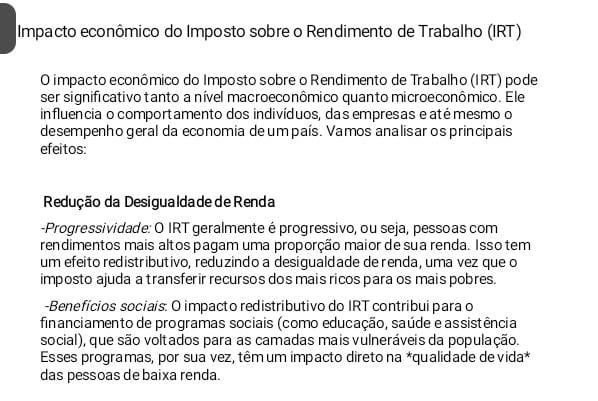 Impacto econômico do Imposto sobre o Rendimento de Trabalho (IRT)
O impacto econômico do Imposto sobre o Rendimento de Trabalho (IRT) pode
ser significativo tanto a nível macroeconômico quanto microeconômico. Ele
influencia o comportamento dos indivíduos, das empresas e até mesmo o
desempenho geral da economia de um país. Vamos analisar os principais
efeitos:
Redução da Desigualdade de Renda
-Progressividade: O IRT geralmente é progressivo, ou seja, pessoas com
rendimentos mais altos pagam uma proporção maior de sua renda. Isso tem
um efeito redistributivo, reduzindo a desigualdade de renda, uma vez que o
imposto ajuda a transferir recursos dos mais ricos para os mais pobres.
-Benefícios sociais: O impacto redistributivo do IRT contribui para o
financiamento de programas sociais (como educação, saúde e assistência
social), que são voltados para as camadas mais vulneráveis da população.
Esses programas, por sua vez, têm um impacto direto na *qualidade de vida*
das pessoas de baixa renda.